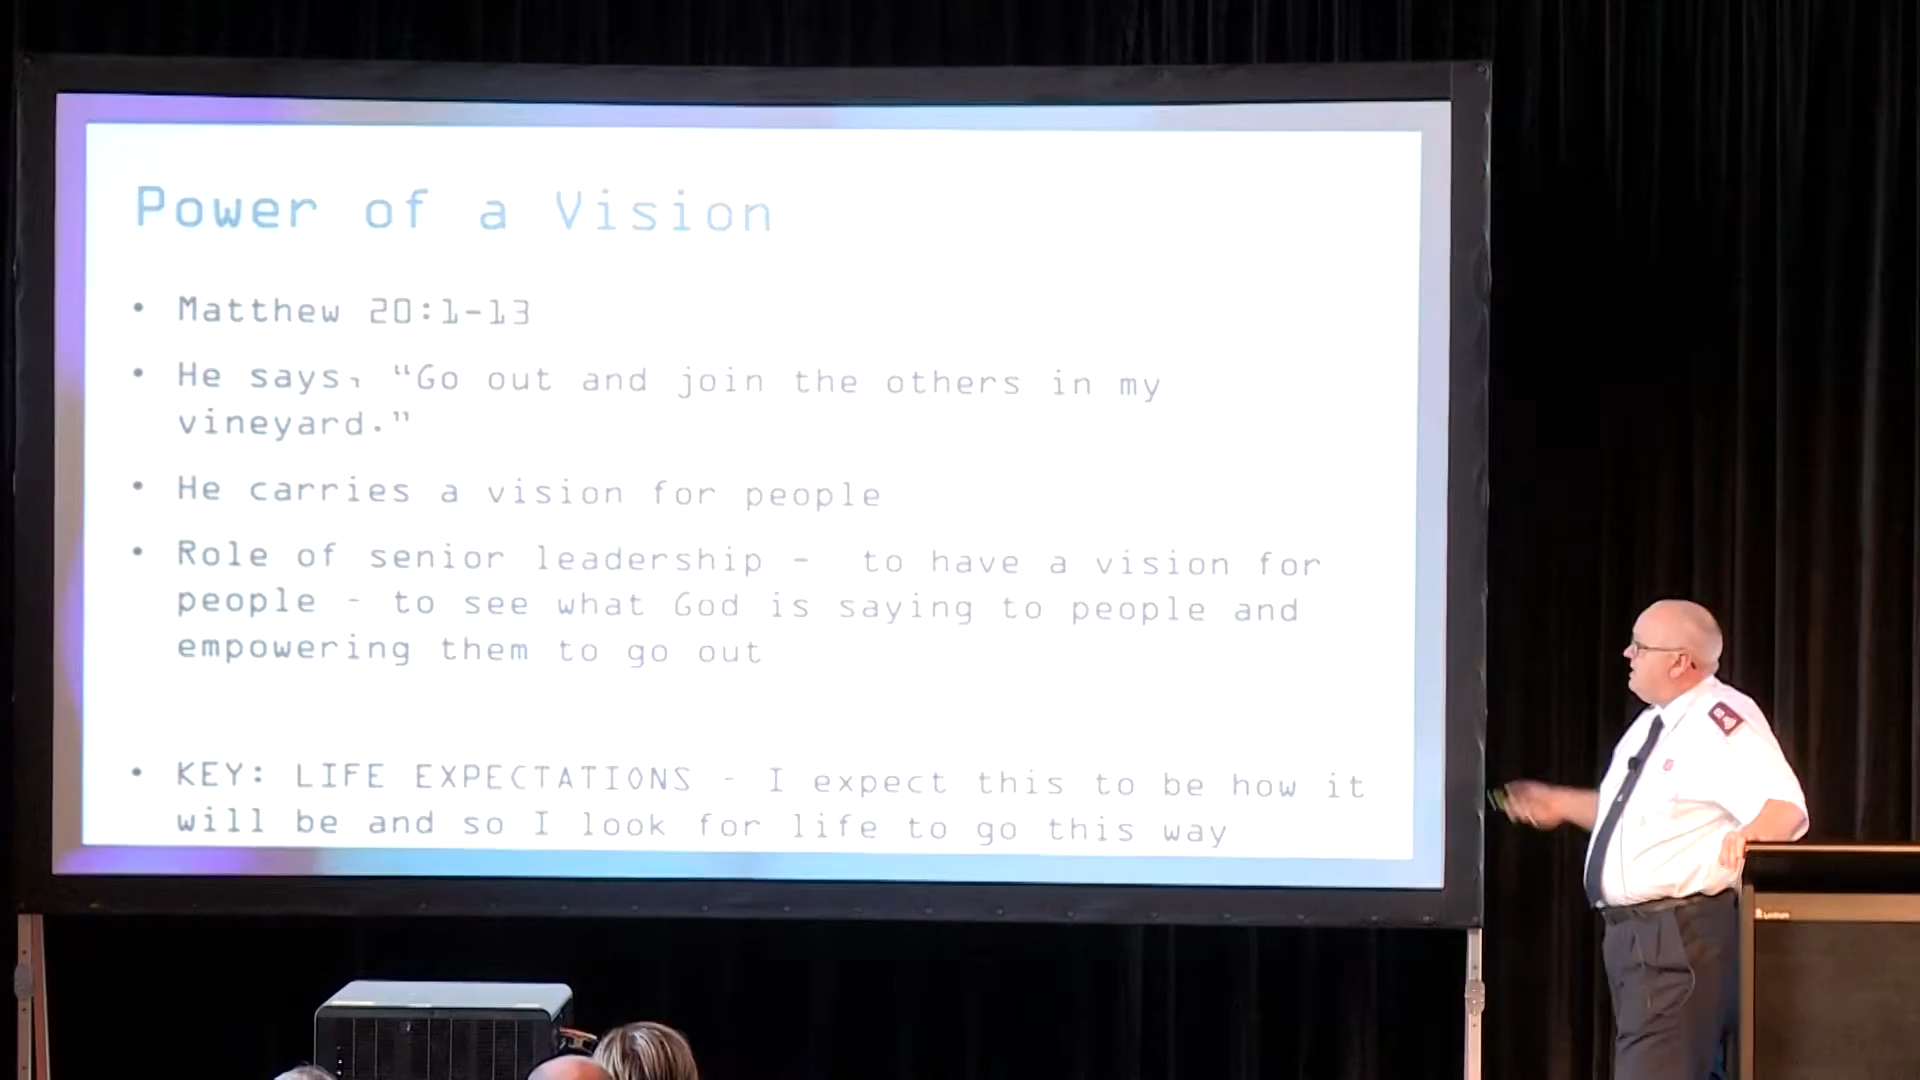 Power of a Vision
• Matthew 20:1-13
• He says, “Go out and join the others in my
vineyard.”
• He carries a vision for people
• Role of senior leadership - to have a vision for
people - to see what God is saying to people and
empowering them to go out
• KEY: LIFE EXPECTATIONS - I expect this to be how it
will be and so I look for life to go this way